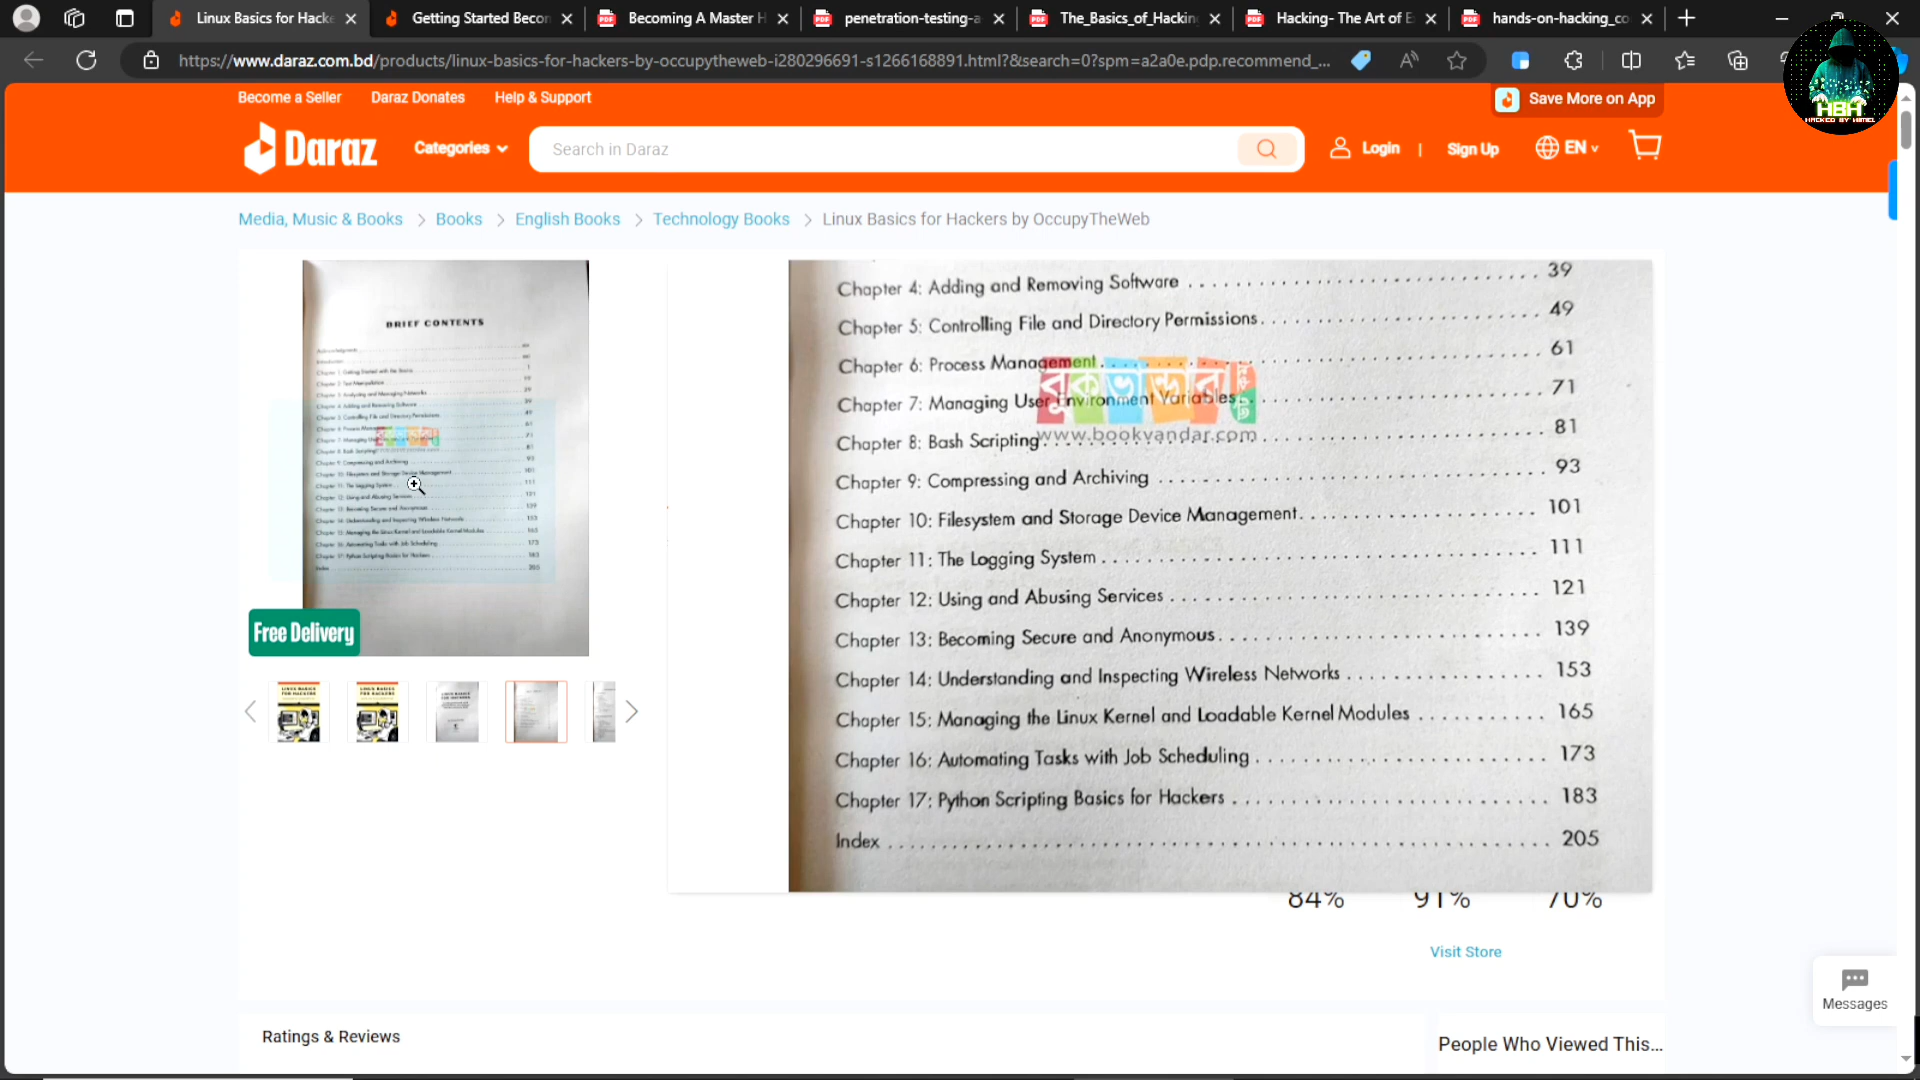 Linux Basics for Hacke
Getting Started Becon
Becoming A Master H
penetration-testing-a
The_Basics_of_Hackin
Hacking- The Art of E
hands-on-hacking_co
https://www.daraz.com.bd/products/linux-basics-for-hackers-by-occupytheweb-i280296691-s1266168891.html?&search=0?spm=a2a0e.pdp.recommend_...
HBH
HACKED BY HIMEL
Become a Seller
Daraz Donates
Help & Support
Save More on App
Daraz
Categories
Search in Daraz
Login
Sign Up
EN
Media, Music & Books > Books > English Books > Technology Books > Linux Basics for Hackers by OccupyTheWeb
BRIEF CONTENTS
Chapter 4: Adding and Removing Software 39
Chapter 5: Controlling File and Directory Permissions 49
Chapter 6: Process Management 61
Chapter 7: Managing User Environment Variables 71
Chapter 8: Bash Scripting 81
www.bookvandar.com
Chapter 9: Compressing and Archiving 93
Chapter 10: Filesystem and Storage Device Management 101
Chapter 11: The Logging System 111
Chapter 12: Using and Abusing Services 121
Chapter 13: Becoming Secure and Anonymous 139
Chapter 14: Understanding and Inspecting Wireless Networks 153
Chapter 15: Managing the Linux Kernel and Loadable Kernel Modules 165
Chapter 16: Automating Tasks with Job Scheduling 173
Chapter 17: Python Scripting Basics for Hackers 183
Index 205
Free Delivery
84% 91% 70%
Visit Store
Messages
Ratings & Reviews
People Who Viewed This...